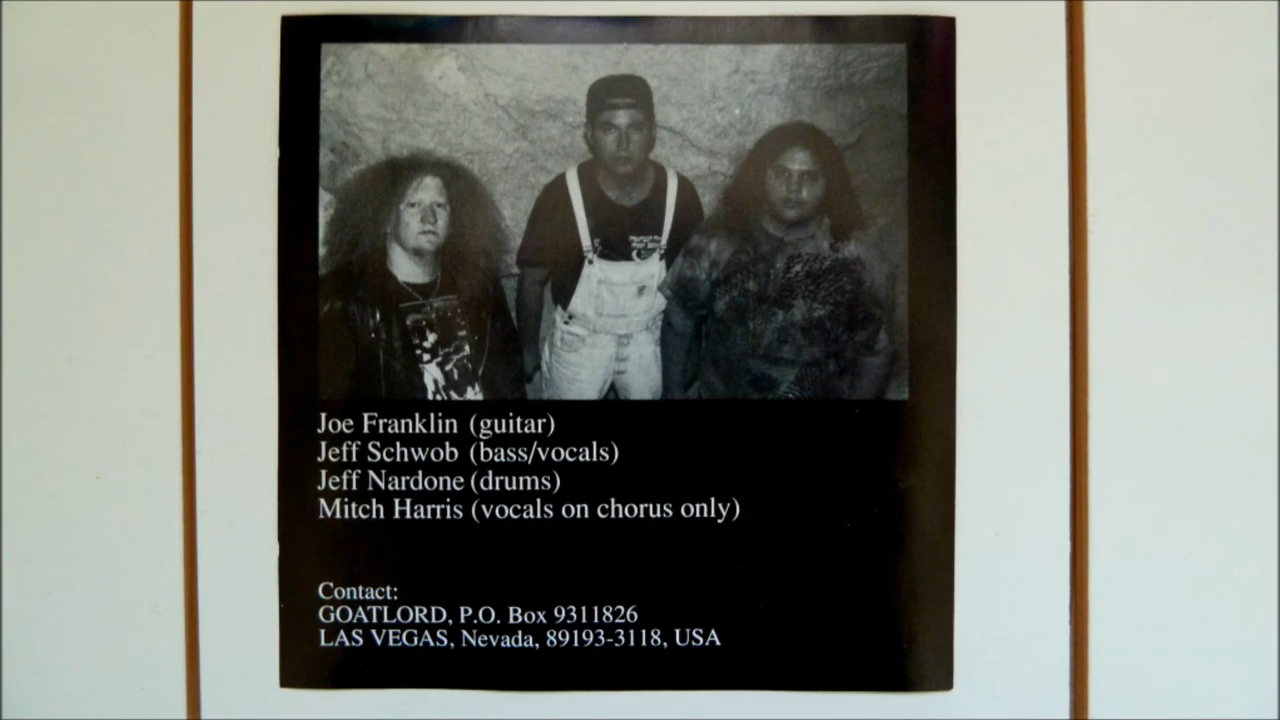 Joe Franklin (guitar)
Jeff Schwob (bass/vocals)
Jeff Nardone (drums)
Mitch Harris (vocals on chorus only)
Contact:
GOATLORD, P.O. Box 9311826
LAS VEGAS, Nevada, 89193-3118, USA